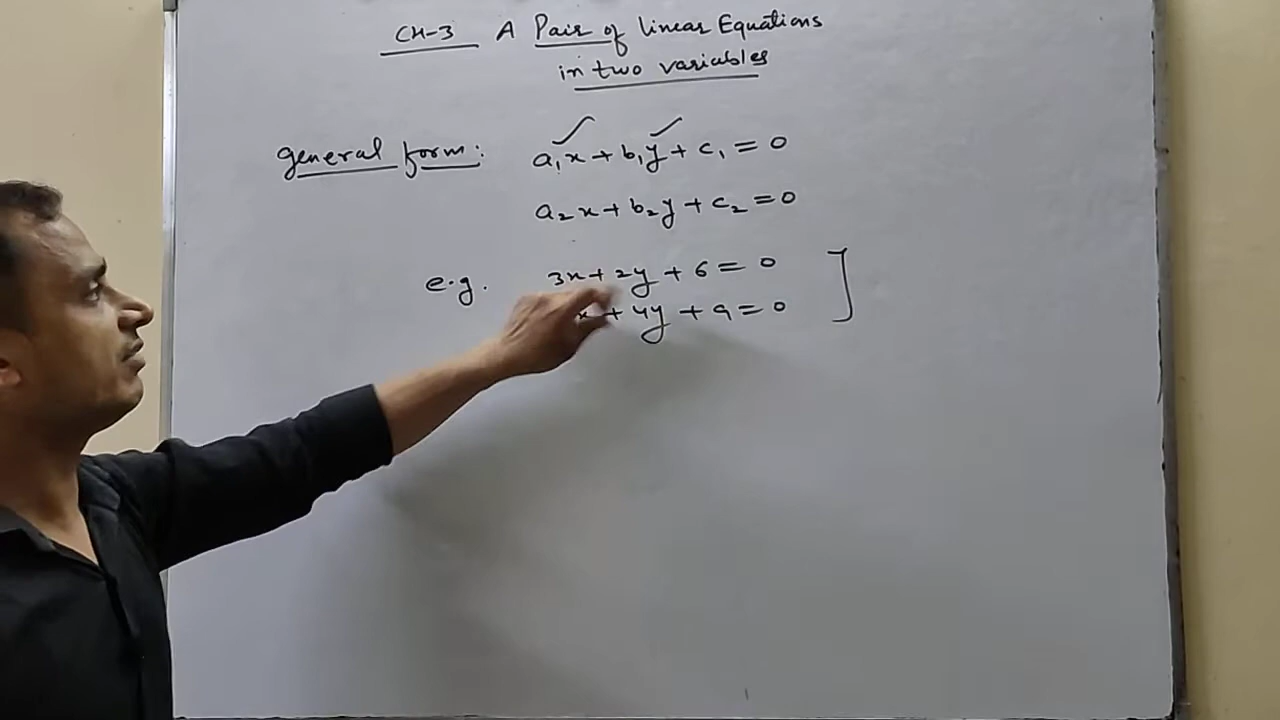 CH-3 A Pair of linear Equations
in two variables
general form: a₁x + b₁y + c₁ = 0
a₂x + b₂y + c₂ = 0
e.g. 3x + 2y + 6 = 0
x + 4y + 9 = 0